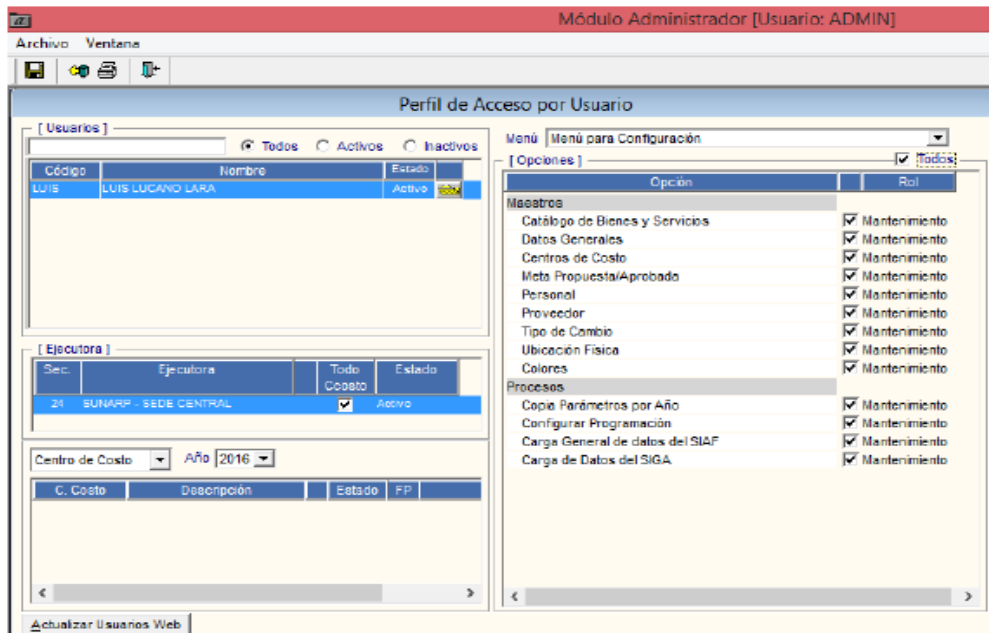 Módulo Administrador [Usuario: ADMIN]
Archivo Ventana
Perfil de Acceso por Usuario
[ Usuarios ]
Todos Activos Inactivos
Código Nombre Estado
LUIS LUIS LUCANO LARA Activo
[ Ejecutora ]
Sec. Ejecutora Todo Ccosto Estado
24 SUNARP - SEDE CENTRAL Activo
Centro de Costo Año 2016
C. Costo Descripción Estado FP
Actualizar Usuarios Web
Menú Menú para Configuración
[ Opciones ] Todos
Opción Rol
Maestros
Catálogo de Bienes y Servicios Mantenimiento
Datos Generales Mantenimiento
Centros de Costo Mantenimiento
Meta Propuesta/Aprobada Mantenimiento
Personal Mantenimiento
Proveedor Mantenimiento
Tipo de Cambio Mantenimiento
Ubicación Física Mantenimiento
Colores Mantenimiento
Procesos
Copia Parámetros por Año Mantenimiento
Configurar Programación Mantenimiento
Carga General de datos del SIAF Mantenimiento
Carga de Datos del SIGA Mantenimiento